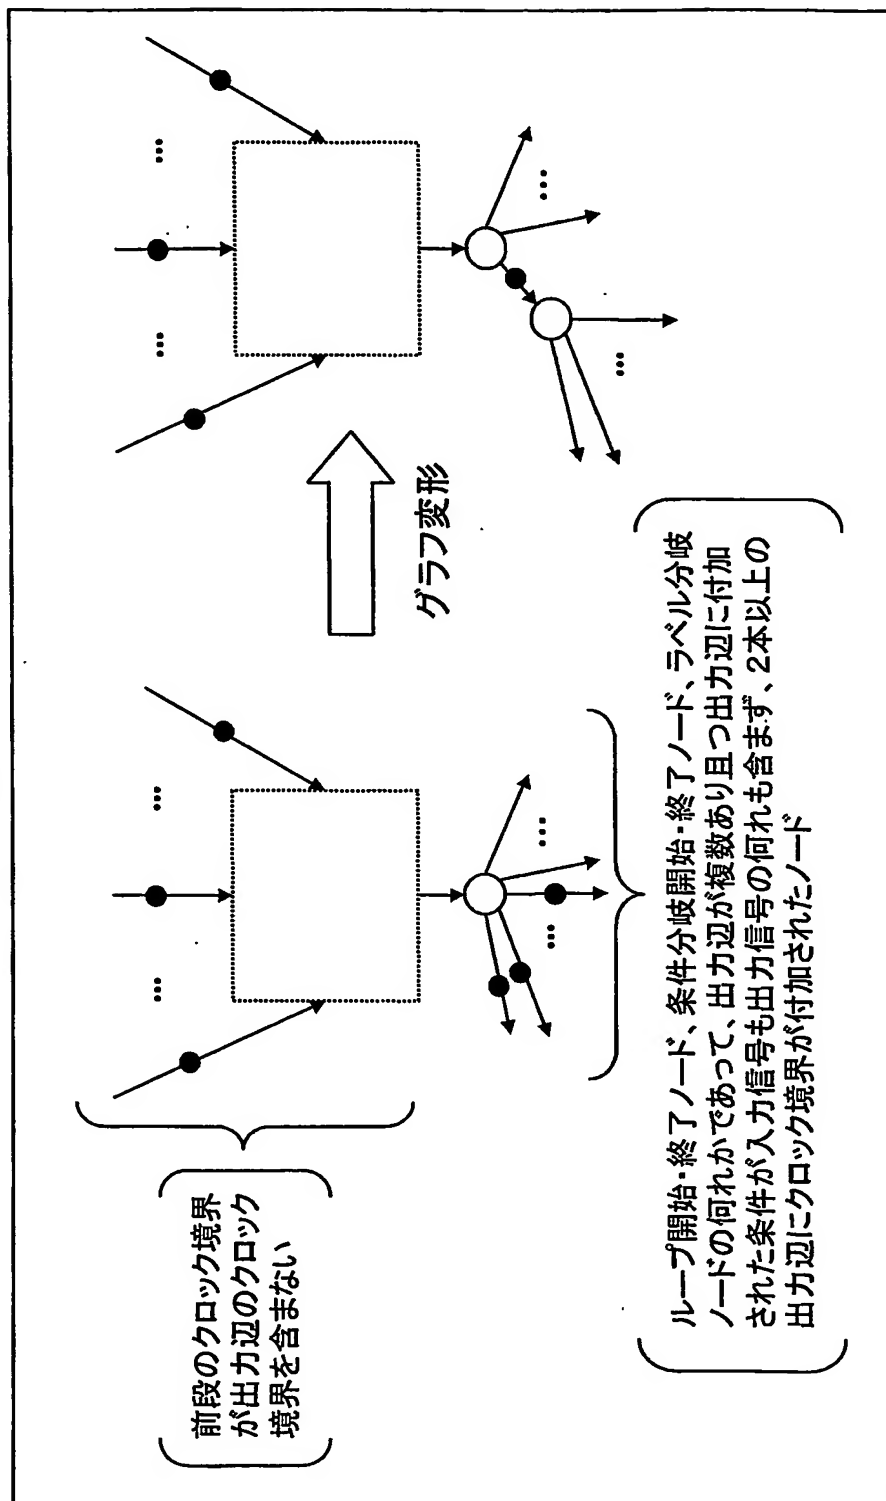 前段のクロック境界
が出力辺のクロック
境界を含まない
グラフ変形
ループ開始・終了ノード、条件分岐開始・終了ノード、ラベル分岐
ノードの何れかであって、出力辺が複数あり且つ出力辺に付加
された条件が入力信号も出力信号の何れも含まず、2本以上の
出力辺にクロック境界が付加されたノード